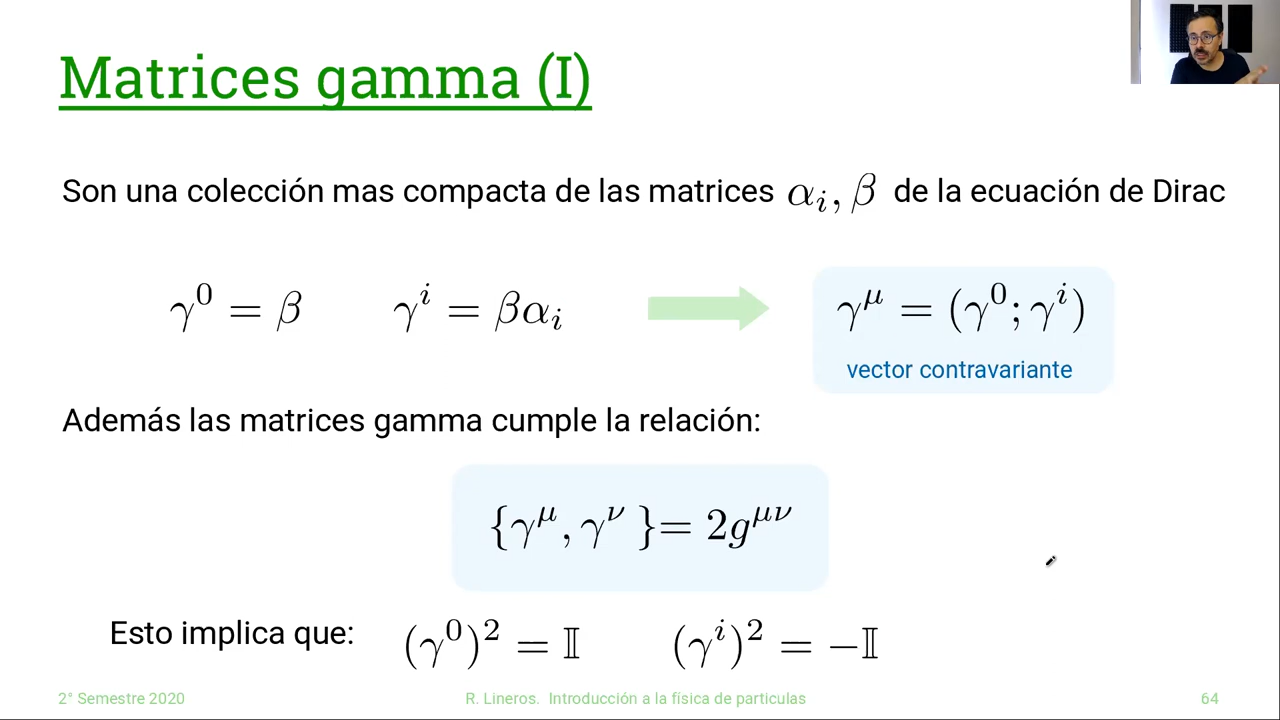 Matrices gamma (I)
Son una colección mas compacta de las matrices αᵢ, β de la ecuación de Dirac
γ⁰ = β    γⁱ = βαᵢ    γ^μ = (γ⁰; γⁱ)
vector contravariante
Además las matrices gamma cumple la relación:
{γ^μ, γ^ν} = 2g^{μν}
Esto implica que: (γ⁰)² = 𝕀    (γⁱ)² = −𝕀
2° Semestre 2020    R. Lineros. Introducción a la física de particulas    64